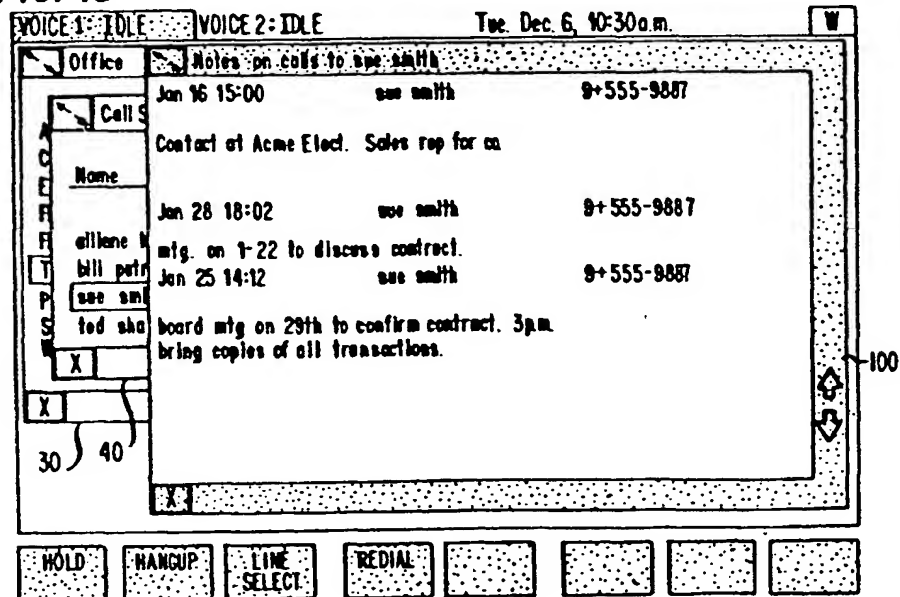 VOICE 1: IDLE VOICE 2: IDLE Tue. Dec. 6, 10:30a.m. W
Office Notes on calls to sue smith
Jan 16 15:00 sue smith 9+555-9887
Call S
A
Contact at Acme Elect. Sales rep for ca
C
E Name
F Jan 28 18:02 sue smith 9+555-9887
F
mtg. on 1-22 to discuss contract.
T bill patr
Jan 25 14:12 sue smith 9+555-9887
P sue smi
S ted sha board mtg on 29th to confirm contract. 3p.m.
W bring copies of all transactions.
X
100
X
30 40
X
HOLD HANGUP LINE SELECT REDIAL